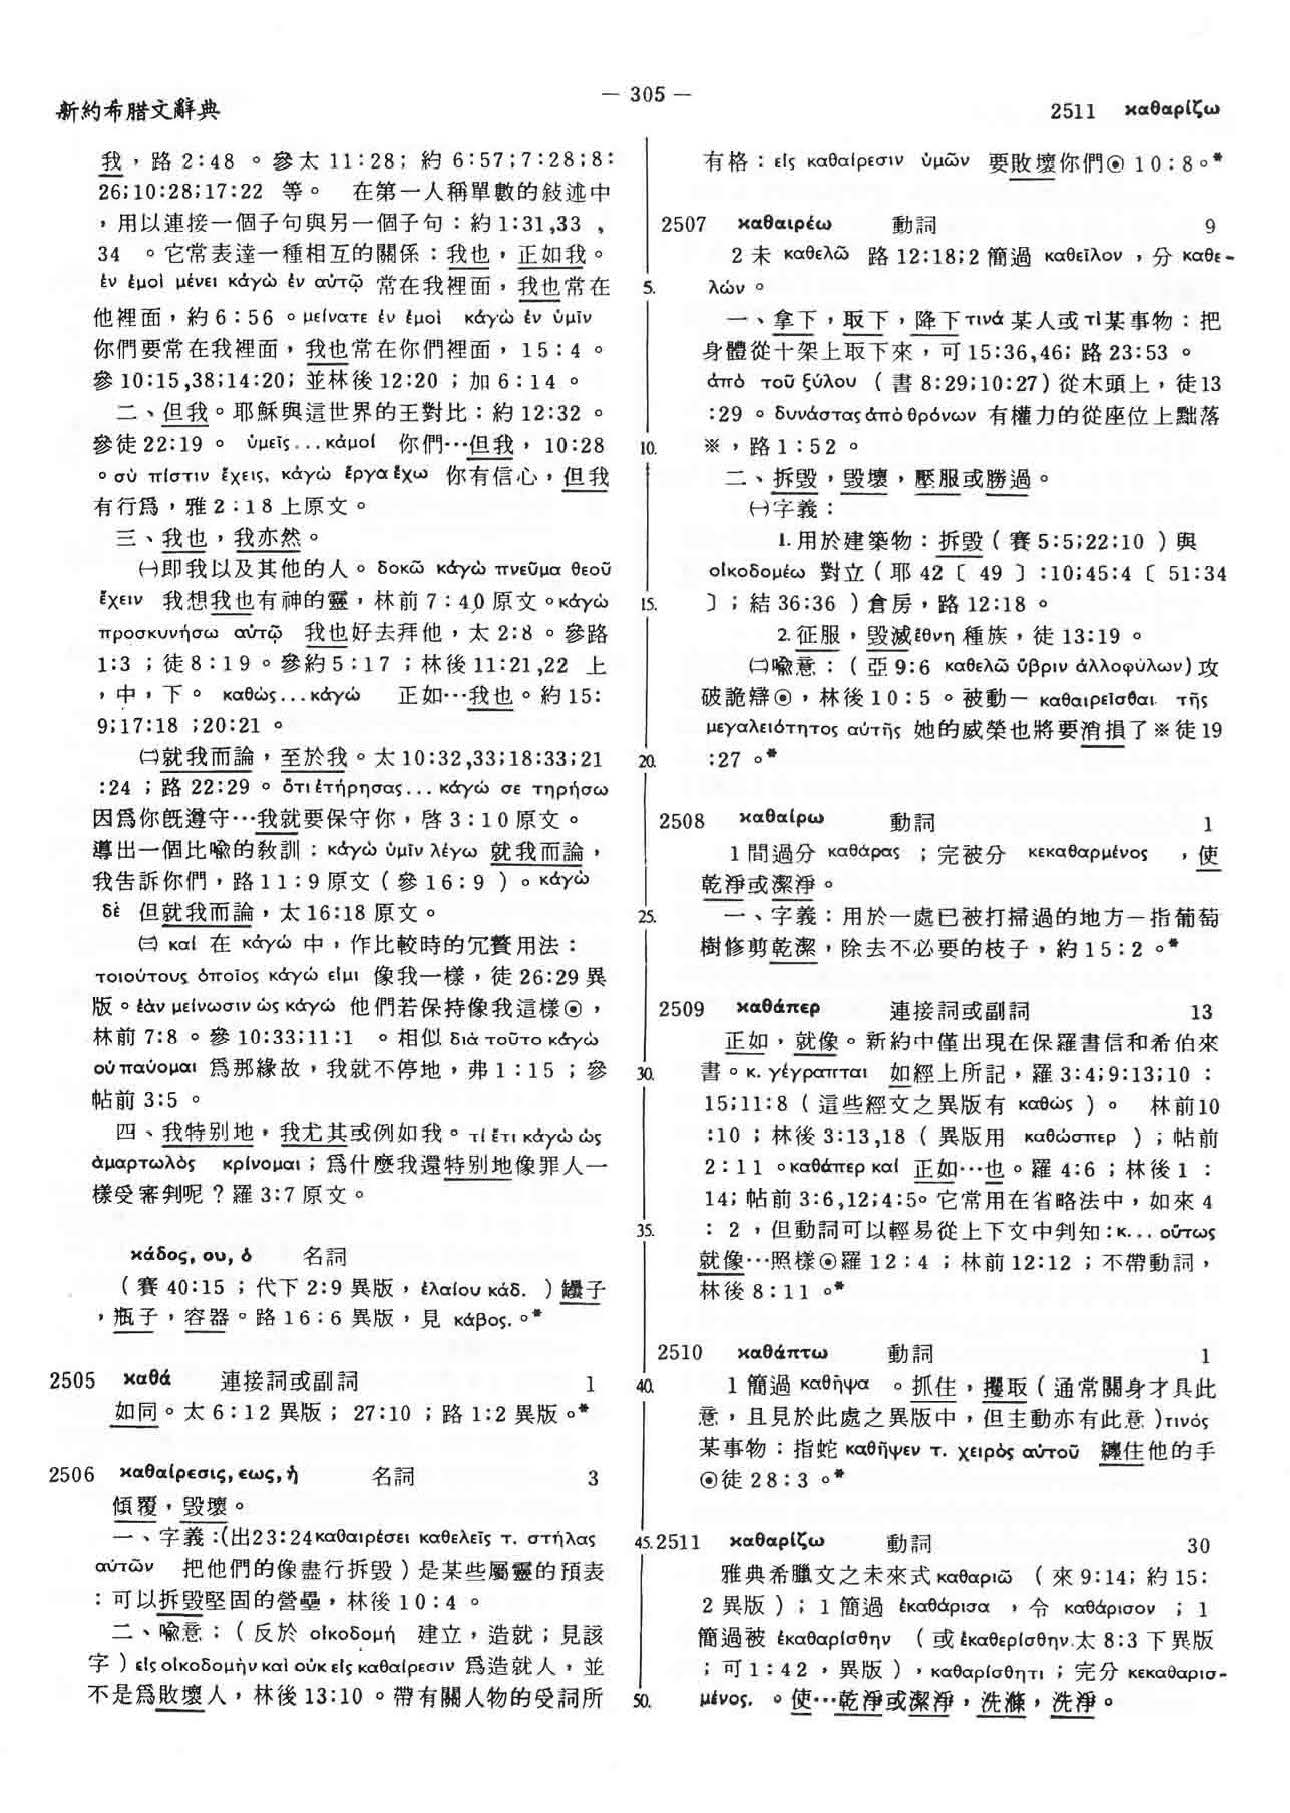 — 305 —
新約希腊文辭典
2511 καθαρίζω
我，路 2:48 。參太 11:28; 約 6:57;7:28;8:
26;10:28;17:22 等。 在第一人稱單數的敍述中
，用以連接一個子句與另一個子句：約1:31,33 ,
34 。它常表達一種相互的關係：我也，正如我。
ἐν ἐμοὶ μένει κἀγὼ ἐν αὐτῷ 常在我裡面，我也常在
他裡面，約 6：56 。μείνατε ἐν ἐμοὶ κἀγὼ ἐν ὑμῖν
你們要常在我裡面，我也常在你們裡面，15：4 。
參 10:15,38;14:20; 並林後12:20 ；加 6：14 。
二、但我。耶穌與這世界的王對比：約 12:32 。
參徒 22:19 。 ὑμεῖς...κἀμοί 你們…但我，10:28
。σὺ πίστιν ἔχεις, κἀγὼ ἔργα ἔχω 你有信心，但我
有行爲，雅 2：18 上原文。
三、我也，我亦然。
㈠即我以及其他的人。δοκῶ κἀγὼ πνεῦμα θεοῦ
ἔχειν 我想我也有神的靈，林前 7：40 原文。κἀγὼ
προσκυνήσω αὐτῷ 我也好去拜他，太 2:8 。參路
1:3 ；徒 8：19 。參約 5：17 ；林後 11:21,22 上
，中，下。 καθὼς...κἀγώ 正如…我也。約 15:
9;17:18 ;20:21 。
㈡就我而論，至於我。太 10:32,33;18:33;21
:24 ；路 22:29 。ὅτι ἐτήρησας... κἀγώ σε τηρήσω
因爲你旣遵守…我就要保守你，啓 3：10 原文。
導出一個比喩的敎訓：κἀγὼ ὑμῖν λέγω 就我而論，
我告訴你們，路 11：9 原文（參 16：9 ）。κἀγὼ
δὲ 但就我而論，太 16:18 原文。
㈢ καί 在 κἀγώ 中，作比較時的冗贅用法：
τοιούτους ὁποῖος κἀγώ εἰμι 像我一樣，徒 26:29 異
版。ἐὰν μείνωσιν ὡς κἀγώ 他們若保持像我這樣◉，
林前 7:8 。參 10:33;11:1 。相似 διὰ τοῦτο κἀγὼ
οὐ παύομαι 爲那緣故，我就不停地，弗 1：15 ；參
帖前 3:5 。
四、我特别地，我尤其或例如我。τί ἔτι κἀγὼ ὡς
ἁμαρτωλὸς κρίνομαι；爲什麼我還特别地像罪人一
樣受審判呢？羅 3:7 原文。
κάδος, ου, ὁ 名詞
（賽 40:15 ；代下 2:9 異版，ἐλαίου κάδ. ）罎子
，瓶子，容器。路 16：6 異版，見 κάβος. 。*
2505 καθά 連接詞或副詞 1
如同。太 6：12 異版；27:10 ；路 1:2 異版。*
2506 καθαίρεσις, εως, ἡ 名詞 3
傾覆，毀壞。
一、字義：(出23:24 καθαιρέσει καθελεῖς τ. στήλας
αὐτῶν 把他們的像盡行拆毀）是某些屬靈的預表
：可以拆毀堅固的營壘，林後 10：4 。
二、喩意：（反於 οἰκοδομή 建立，造就；見該
字）εἰς οἰκοδομὴν καὶ οὐκ εἰς καθαίρεσιν 爲造就人，並
不是爲敗壞人，林後 13:10 。帶有關人物的受詞所
5.
10.
15.
20.
25.
30.
35.
40.
45.
50.
有格：εἰς καθαίρεσιν ὑμῶν 要敗壞你們◉ 10：8。*
2507 καθαιρέω 動詞 9
2 未 καθελῶ 路 12:18;2 簡過 καθεῖλον ，分 καθε-
λών 。
一、拿下，取下，降下τινά 某人或 τὶ 某事物：把
身體從十架上取下來，可 15:36,46; 路 23:53 。
ἀπὸ τοῦ ξύλου （書 8:29;10:27) 從木頭上，徒13
:29 。δυνάστας ἀπὸ θρόνων 有權力的從座位上黜落
※，路 1：52 。
二、拆毀，毀壞，壓服或勝過。
㈠字義：
1. 用於建築物：拆毀（賽 5:5;22:10 ）與
οἰκοδομέω 對立（耶 42〔 49 〕:10;45:4〔 51:34
〕；結 36:36 ）倉房，路 12:18 。
2. 征服，毀滅ἔθνη 種族，徒 13:19 。
㈡喩意：（亞 9:6 καθελῶ ὕβριν ἀλλοφύλων) 攻
破詭辯◉，林後 10：5 。被動— καθαιρεῖσθαι τῆς
μεγαλειότητος αὐτῆς 她的威榮也將要消損了※徒 19
:27 。*
2508 καθαίρω 動詞 1
1 間過分 καθάρας ；完被分 κεκαθαρμένος ，使
乾淨或潔淨。
一、字義：用於一處已被打掃過的地方—指葡萄
樹修剪乾潔，除去不必要的枝子，約 15：2 。*
2509 καθάπερ 連接詞或副詞 13
正如，就像。新約中僅出現在保羅書信和希伯來
書。κ. γέγραπται 如經上所記，羅 3:4;9:13;10：
15;11:8（這些經文之異版有 καθώς ）。 林前10
:10 ；林後 3:13,18（異版用 καθώσπερ ）；帖前
2：11 。καθάπερ καί 正如…也。羅 4:6 ；林後 1：
14; 帖前 3:6,12;4:5。它常用在省略法中，如來 4
：2 ，但動詞可以輕易從上下文中判知：κ... οὕτως
就像…照樣◉羅 12：4 ；林前 12:12 ；不帶動詞，
林後 8：11 。*
2510 καθάπτω 動詞 1
1 簡過 καθῆψα 。抓住，攫取（通常關身才具此
意，且見於此處之異版中，但主動亦有此意）τινός
某事物：指蛇 καθῆψεν τ. χειρὸς αὐτοῦ 纏住他的手
◉徒 28：3 。*
2511 καθαρίζω 動詞 30
雅典希臘文之未來式 καθαριῶ （來 9:14; 約 15:
2 異版）；1 簡過 ἐκαθάρισα ，令 καθάρισον ；1
簡過被 ἐκαθαρίσθην （或 ἐκαθερίσθην.太 8:3 下異版
；可 1：42 ，異版），καθαρίσθητι ；完分 κεκαθαρισ-
μένος. 。使…乾淨或潔淨，洗滌，洗淨。